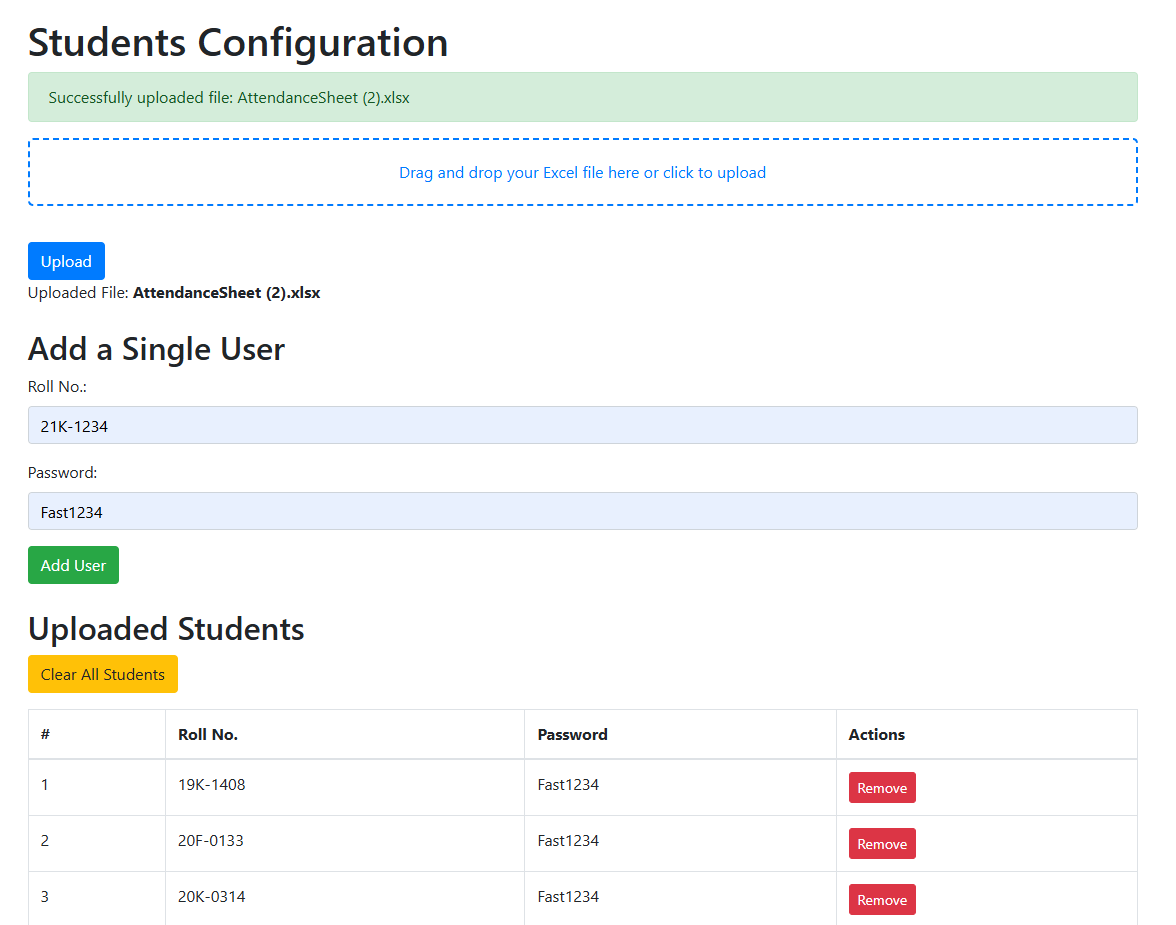 Students Configuration
Successfully uploaded file: AttendanceSheet (2).xlsx
Drag and drop your Excel file here or click to upload
Upload
Uploaded File: AttendanceSheet (2).xlsx
Add a Single User
Roll No.:
21K-1234
Password:
Fast1234
Add User
Uploaded Students
Clear All Students
# Roll No. Password Actions
1 19K-1408 Fast1234 Remove
2 20F-0133 Fast1234 Remove
3 20K-0314 Fast1234 Remove